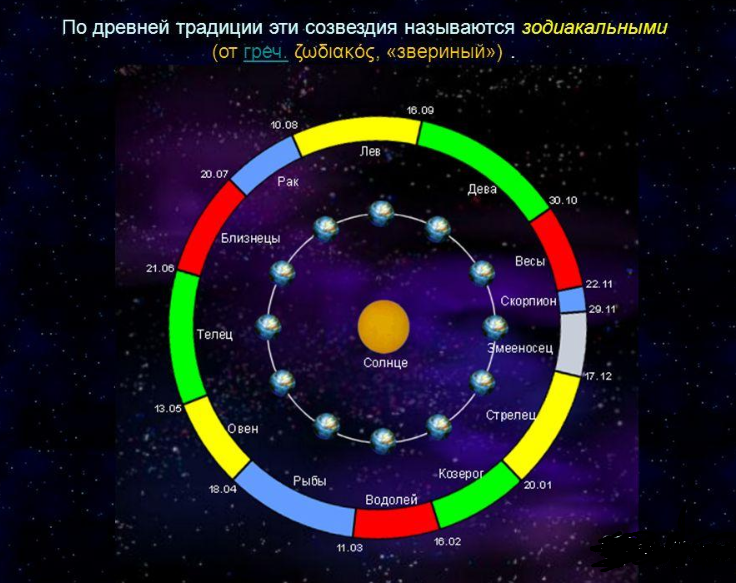 По древней традиции эти созвездия называются зодиакальными
(от греч. ζωδιακός, «звериный») .
16.09
10.08
Лев
20.07
Рак
Дева
30.10
Близнецы
21.06
Весы
22.11
Скорпион
29.11
Телец
Змееносец
Солнце
17.12
13.05
Стрелец
Овен
Козерог
Рыбы
20.01
18.04
Водолей
16.02
11.03